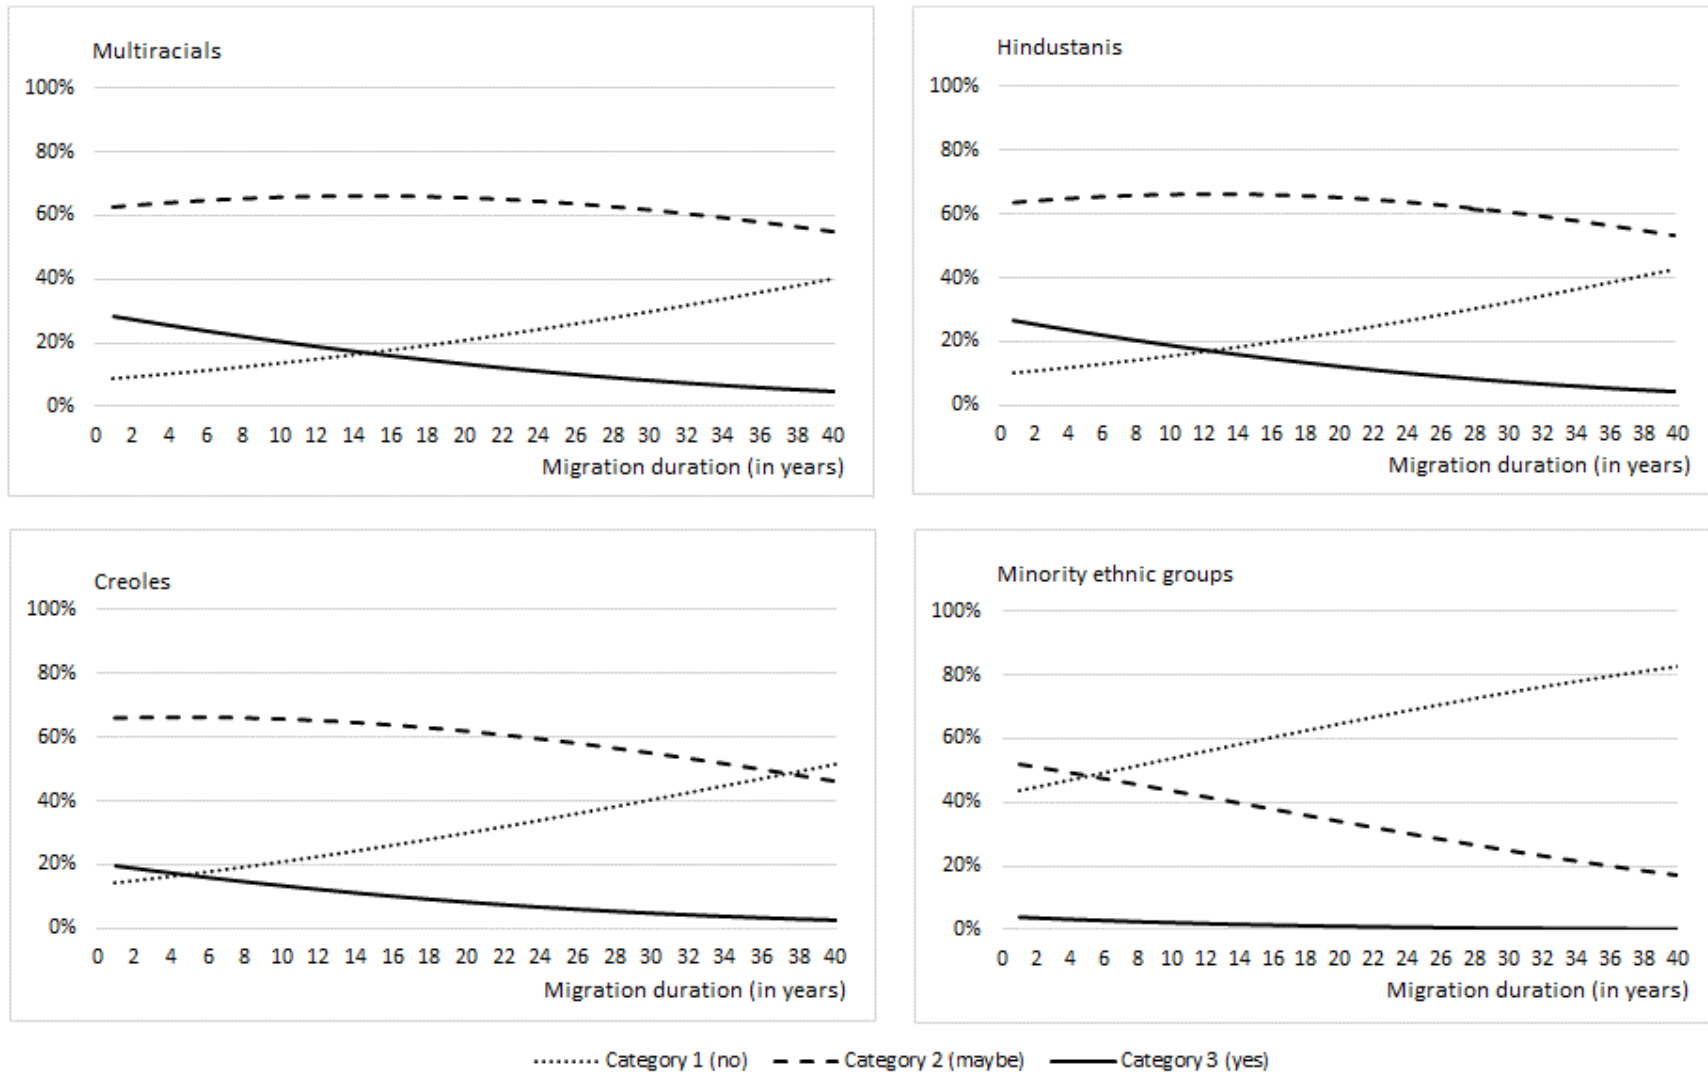 Multiracials
100%
80%
60%
40%
20%
0%
0 2 4 6 8 10 12 14 16 18 20 22 24 26 28 30 32 34 36 38 40
Migration duration (in years)
Hindustanis
100%
80%
60%
40%
20%
0%
0 2 4 6 8 10 12 14 16 18 20 22 24 26 28 30 32 34 36 38 40
Migration duration (in years)
Creoles
100%
80%
60%
40%
20%
0%
0 2 4 6 8 10 12 14 16 18 20 22 24 26 28 30 32 34 36 38 40
Migration duration (in years)
Minority ethnic groups
100%
80%
60%
40%
20%
0%
0 2 4 6 8 10 12 14 16 18 20 22 24 26 28 30 32 34 36 38 40
Migration duration (in years)
Category 1 (no) Category 2 (maybe) Category 3 (yes)